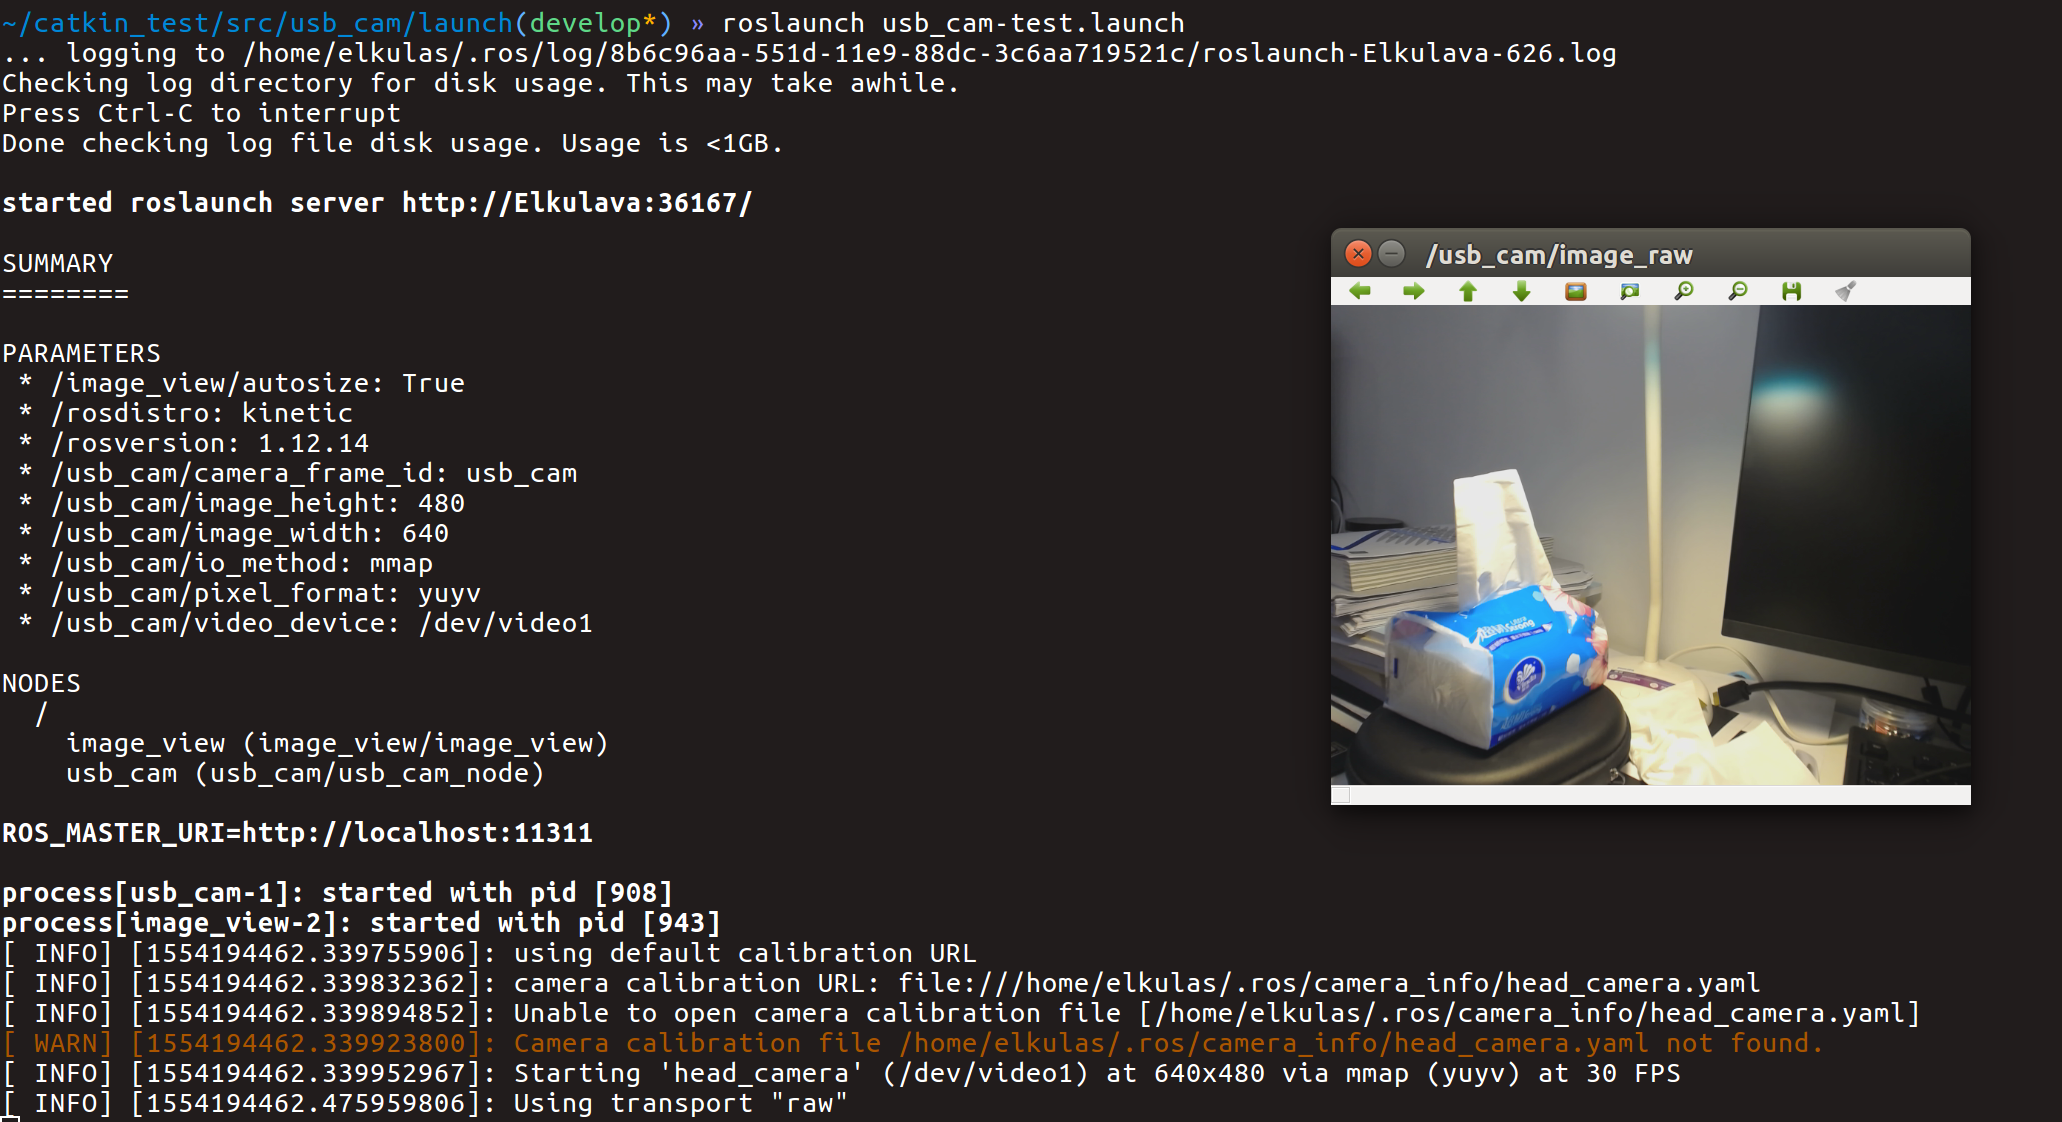 ~/catkin_test/src/usb_cam/launch(develop*) » roslaunch usb_cam-test.launch
... logging to /home/elkulas/.ros/log/8b6c96aa-551d-11e9-88dc-3c6aa719521c/roslaunch-Elkulava-626.log
Checking log directory for disk usage. This may take awhile.
Press Ctrl-C to interrupt
Done checking log file disk usage. Usage is <1GB.
started roslaunch server http://Elkulava:36167/
SUMMARY
========
PARAMETERS
* /image_view/autosize: True
* /rosdistro: kinetic
* /rosversion: 1.12.14
* /usb_cam/camera_frame_id: usb_cam
* /usb_cam/image_height: 480
* /usb_cam/image_width: 640
* /usb_cam/io_method: mmap
* /usb_cam/pixel_format: yuyv
* /usb_cam/video_device: /dev/video1
NODES
/
image_view (image_view/image_view)
usb_cam (usb_cam/usb_cam_node)
ROS_MASTER_URI=http://localhost:11311
process[usb_cam-1]: started with pid [908]
process[image_view-2]: started with pid [943]
[ INFO] [1554194462.339755906]: using default calibration URL
[ INFO] [1554194462.339832362]: camera calibration URL: file:///home/elkulas/.ros/camera_info/head_camera.yaml
[ INFO] [1554194462.339894852]: Unable to open camera calibration file [/home/elkulas/.ros/camera_info/head_camera.yaml]
[ WARN] [1554194462.339923800]: Camera calibration file /home/elkulas/.ros/camera_info/head_camera.yaml not found.
[ INFO] [1554194462.339952967]: Starting 'head_camera' (/dev/video1) at 640x480 via mmap (yuyv) at 30 FPS
[ INFO] [1554194462.475959806]: Using transport "raw"
/usb_cam/image_raw
Strong